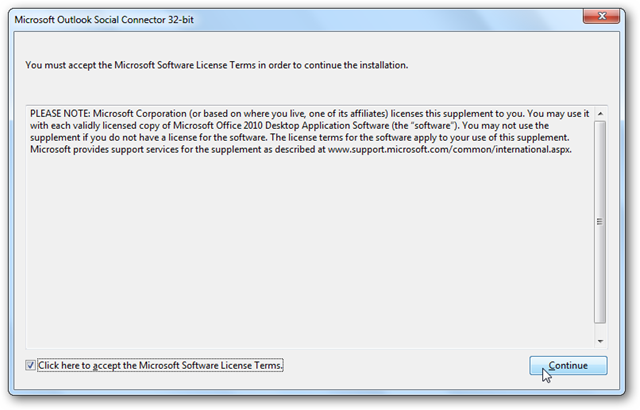 Microsoft Outlook Social Connector 32-bit
You must accept the Microsoft Software License Terms in order to continue the installation.
PLEASE NOTE: Microsoft Corporation (or based on where you live, one of its affiliates) licenses this supplement to you. You may use it
with each validly licensed copy of Microsoft Office 2010 Desktop Application Software (the “software”). You may not use the
supplement if you do not have a license for the software. The license terms for the software apply to your use of this supplement.
Microsoft provides support services for the supplement as described at www.support.microsoft.com/common/international.aspx.
Click here to accept the Microsoft Software License Terms.
Continue